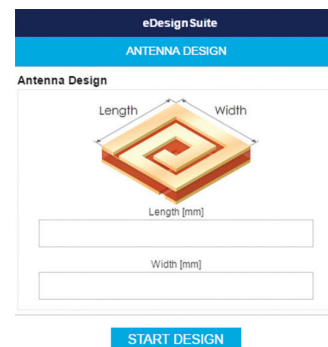 eDesignSuite
ANTENNA DESIGN
Antenna Design
Length Width
Length [mm]
Width [mm]
START DESIGN